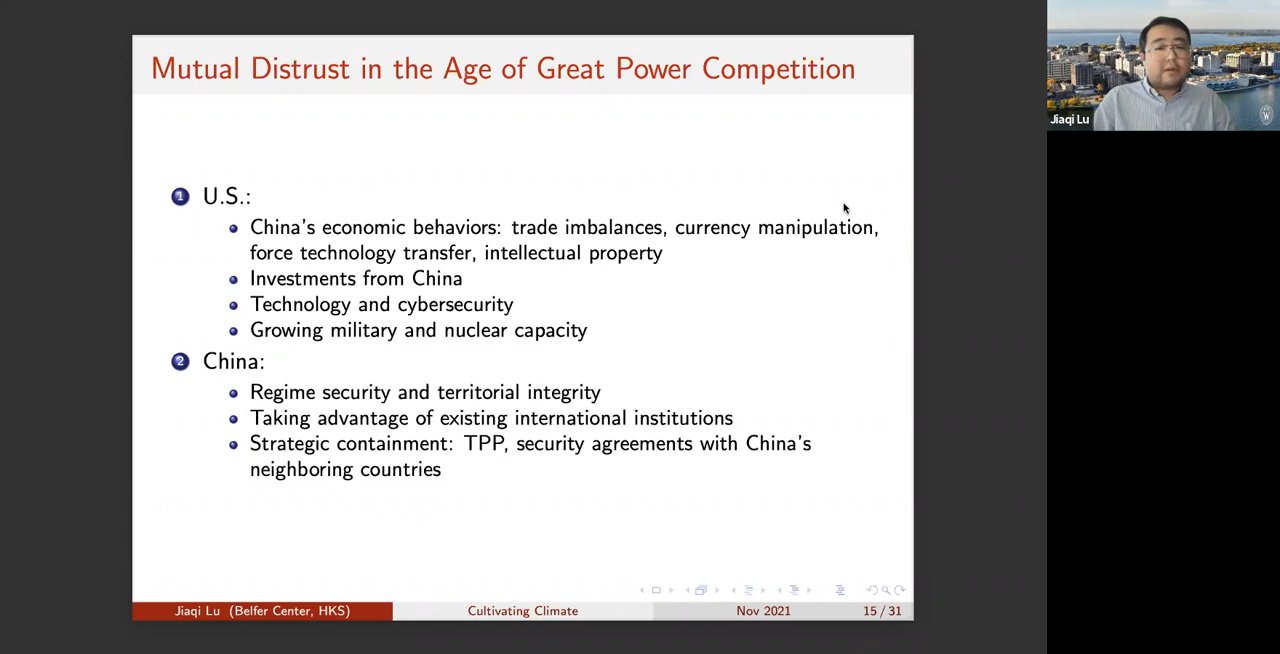 Mutual Distrust in the Age of Great Power Competition
1 U.S.:
China's economic behaviors: trade imbalances, currency manipulation,
force technology transfer, intellectual property
Investments from China
Technology and cybersecurity
Growing military and nuclear capacity
2 China:
Regime security and territorial integrity
Taking advantage of existing international institutions
Strategic containment: TPP, security agreements with China's
neighboring countries
Jiaqi Lu (Belfer Center, HKS) Cultivating Climate Nov 2021 15 / 31
Jiaqi Lu
W